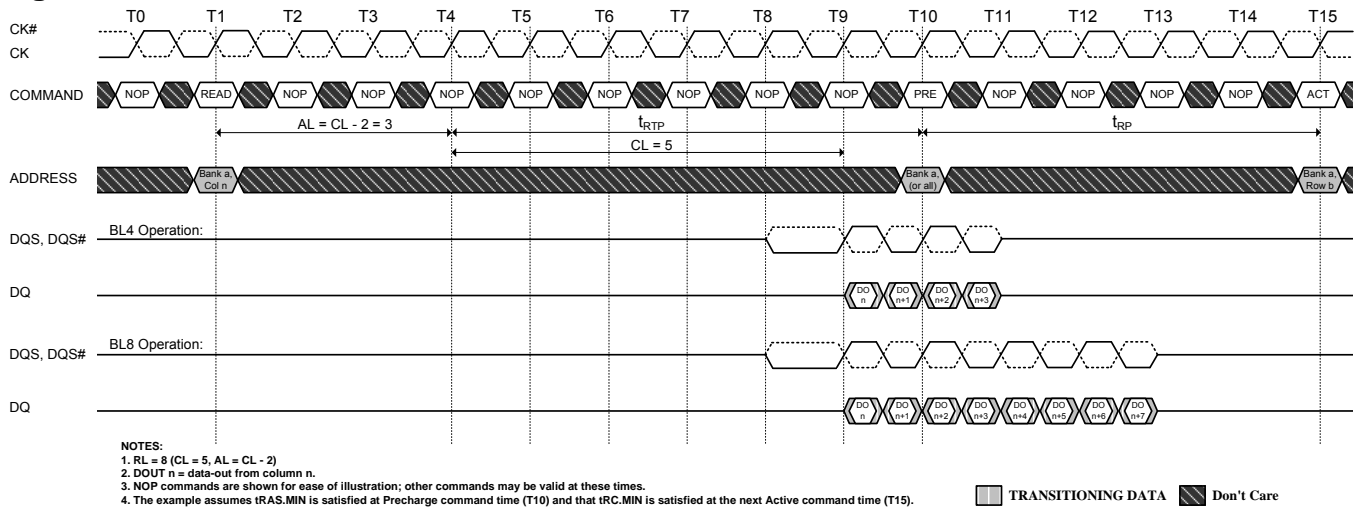 T0 T1 T2 T3 T4 T5 T6 T7 T8 T9 T10 T11 T12 T13 T14 T15
CK#
CK
COMMAND NOP READ NOP NOP NOP NOP NOP NOP NOP NOP PRE NOP NOP NOP NOP ACT
AL = CL - 2 = 3 tRTP tRP
CL = 5
ADDRESS Bank a, Col n Bank a, (or all) Bank a, Row b
BL4 Operation:
DQS, DQS#
DQ DO n DO n+1 DO n+2 DO n+3
BL8 Operation:
DQS, DQS#
DQ DO n DO n+1 DO n+2 DO n+3 DO n+4 DO n+5 DO n+6 DO n+7
NOTES:
1. RL = 8 (CL = 5, AL = CL - 2)
2. DOUT n = data-out from column n.
3. NOP commands are shown for ease of illustration; other commands may be valid at these times.
4. The example assumes tRAS.MIN is satisfied at Precharge command time (T10) and that tRC.MIN is satisfied at the next Active command time (T15).
TRANSITIONING DATA Don't Care